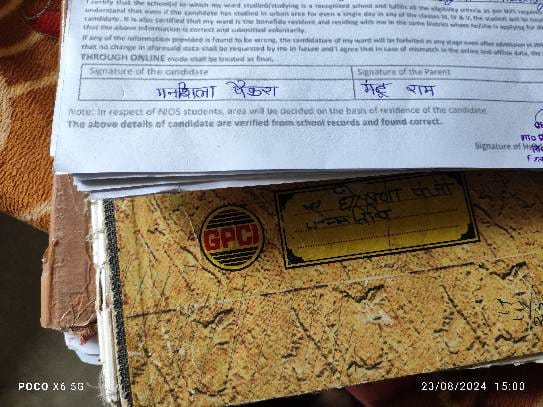 I certify that the school(s) in which my ward studied/studying is a recognised school and fulfils all the eligibility criteria as per
understand that even if the candidate has studied in urban area for even a single day in any of the classes III, IV & V, the student will be
candidate. It is also certified that my ward is the bonafide resident and residing with me in the same District where he/she is applying for
that the above information is correct and submitted voluntarily.
If any of the information provided is found to be wrong, the candidature of my ward will be forfeited at any stage even after admission in
that no change in aforesaid data shall be requested by me in future and I agree that in case of mismatch in the online and offline data, the
THROUGH ONLINE mode shall be treated as final.
Signature of the candidate
Signature of the Parent
मनशिला पैकरा
मंहू राम
Note: In respect of NIOS students, area will be decided on the basis of residence of the candidate.
The above details of candidate are verified from school records and found correct.
Signature of
GPCI
पंजी
POCO X6 5G
23/08/2024 15:00